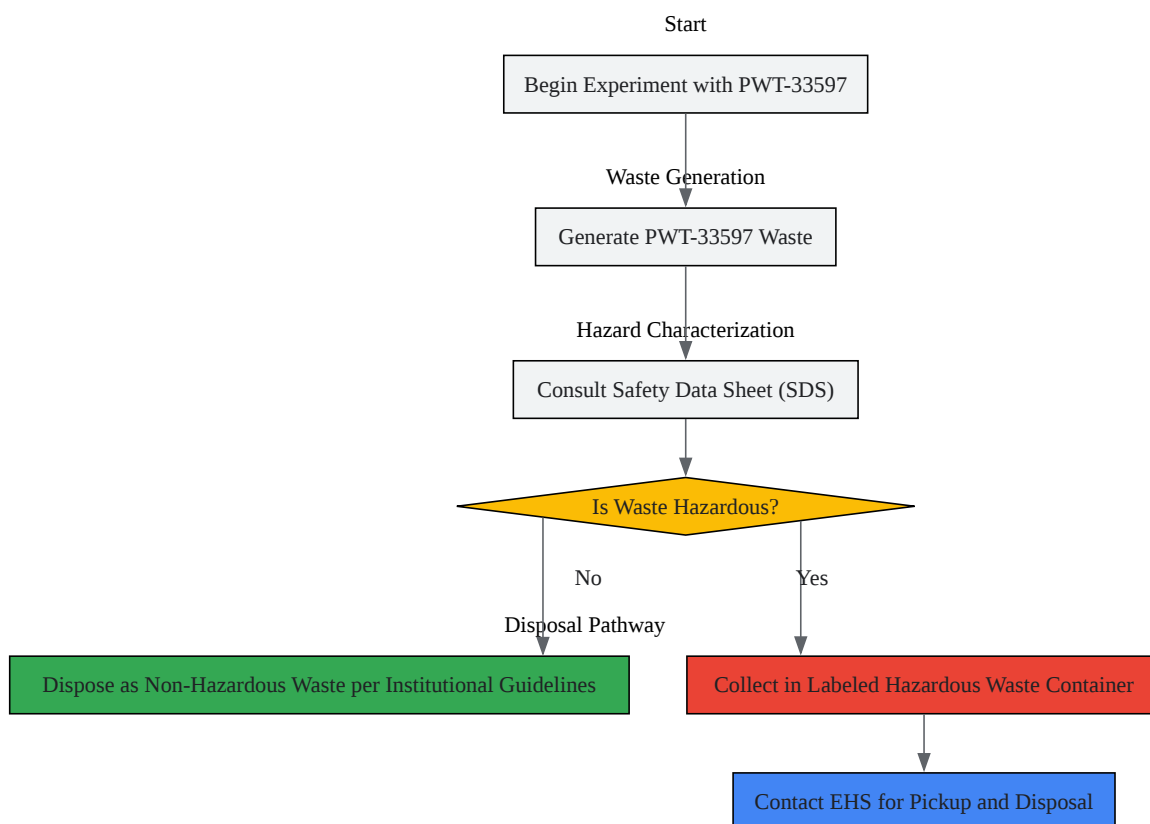 Start
Begin Experiment with PWT-33597
Waste Generation
Generate PWT-33597 Waste
Hazard Characterization
Consult Safety Data Sheet (SDS)
Is Waste Hazardous?
No
Yes
Disposal Pathway
Dispose as Non-Hazardous Waste per Institutional Guidelines
Collect in Labeled Hazardous Waste Container
Contact EHS for Pickup and Disposal